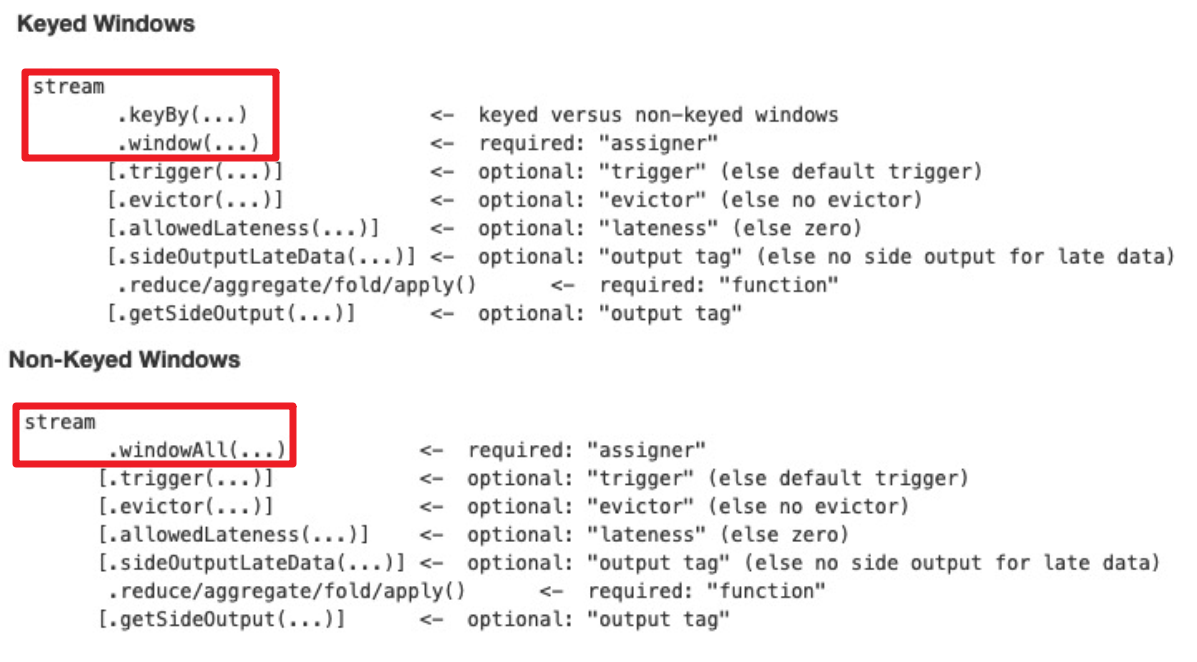 Keyed Windows
stream
.keyBy(...) <- keyed versus non-keyed windows
.window(...) <- required: "assigner"
[.trigger(...)] <- optional: "trigger" (else default trigger)
[.evictor(...)] <- optional: "evictor" (else no evictor)
[.allowedLateness(...)] <- optional: "lateness" (else zero)
[.sideOutputLateData(...)] <- optional: "output tag" (else no side output for late data)
.reduce/aggregate/fold/apply() <- required: "function"
[.getSideOutput(...)] <- optional: "output tag"
Non-Keyed Windows
stream
.windowAll(...) <- required: "assigner"
[.trigger(...)] <- optional: "trigger" (else default trigger)
[.evictor(...)] <- optional: "evictor" (else no evictor)
[.allowedLateness(...)] <- optional: "lateness" (else zero)
[.sideOutputLateData(...)] <- optional: "output tag" (else no side output for late data)
.reduce/aggregate/fold/apply() <- required: "function"
[.getSideOutput(...)] <- optional: "output tag"